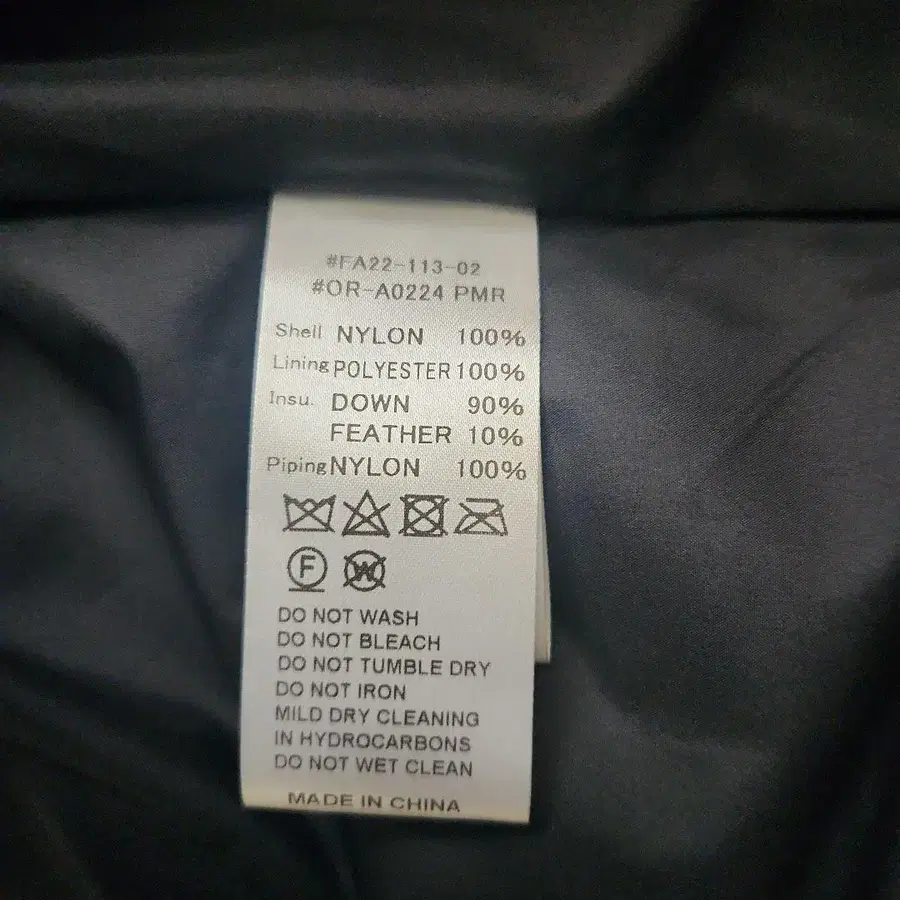 #FA22-113-02
#OR-A0224 PMR
Shell NYLON 100%
Lining POLYESTER 100%
Insu. DOWN 90%
FEATHER 10%
Piping NYLON 100%
F W
DO NOT WASH
DO NOT BLEACH
DO NOT TUMBLE DRY
DO NOT IRON
MILD DRY CLEANING
IN HYDROCARBONS
DO NOT WET CLEAN
MADE IN CHINA